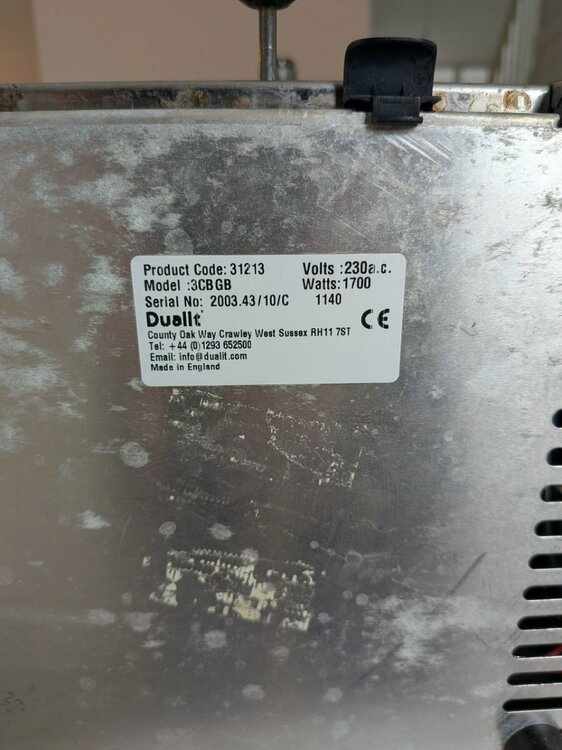 Product Code: 31213 Volts :230a.c.
Model :3CBGB Watts: 1700
Serial No: 2003.43/10/C 1140
Dualit
County Oak Way Crawley West Sussex RH11 7ST
Tel: +44 (0)1293 652500
Email: info@dualit.com
Made in England
CE